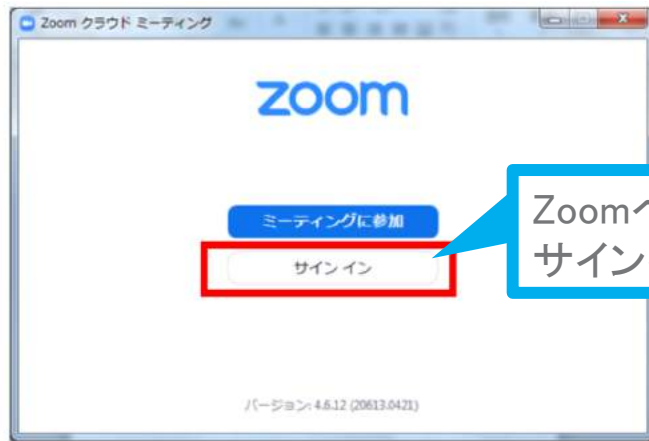 Zoom クラウド ミーティング
zoom
ミーティングに参加
サイン イン
Zoomへ
サイン
バージョン: 4.6.12 (20613.0421)